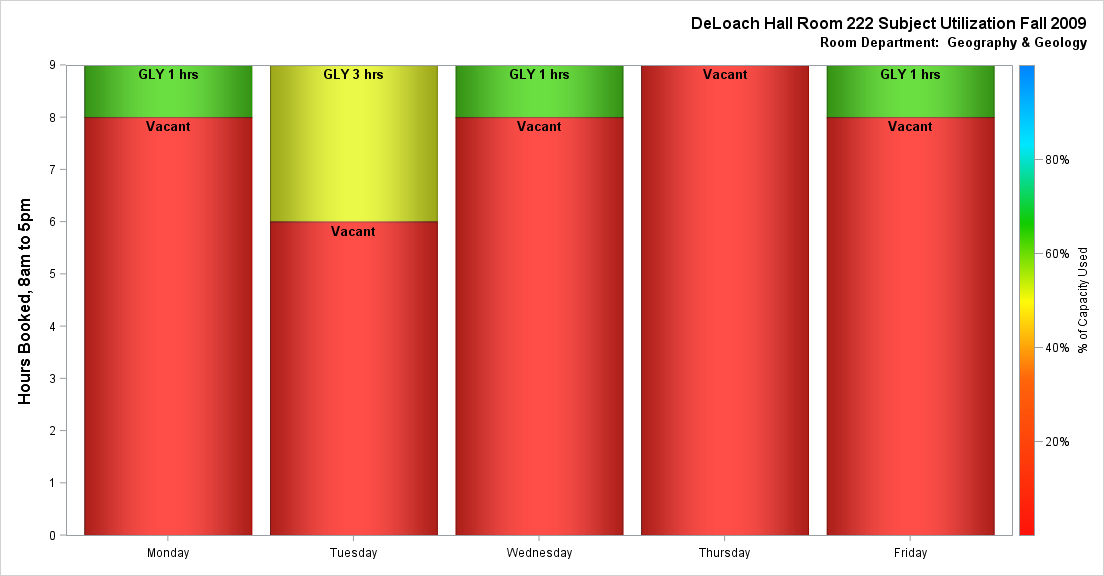 DeLoach Hall Room 222 Subject Utilization Fall 2009
Room Department:  Geography & Geology
Hours Booked, 8am to 5pm
9
8
7
6
5
4
3
2
1
0
GLY 1 hrs
Vacant
GLY 3 hrs
Vacant
GLY 1 hrs
Vacant
Vacant
GLY 1 hrs
Vacant
Monday
Tuesday
Wednesday
Thursday
Friday
80%
60%
40%
20%
% of Capacity Used